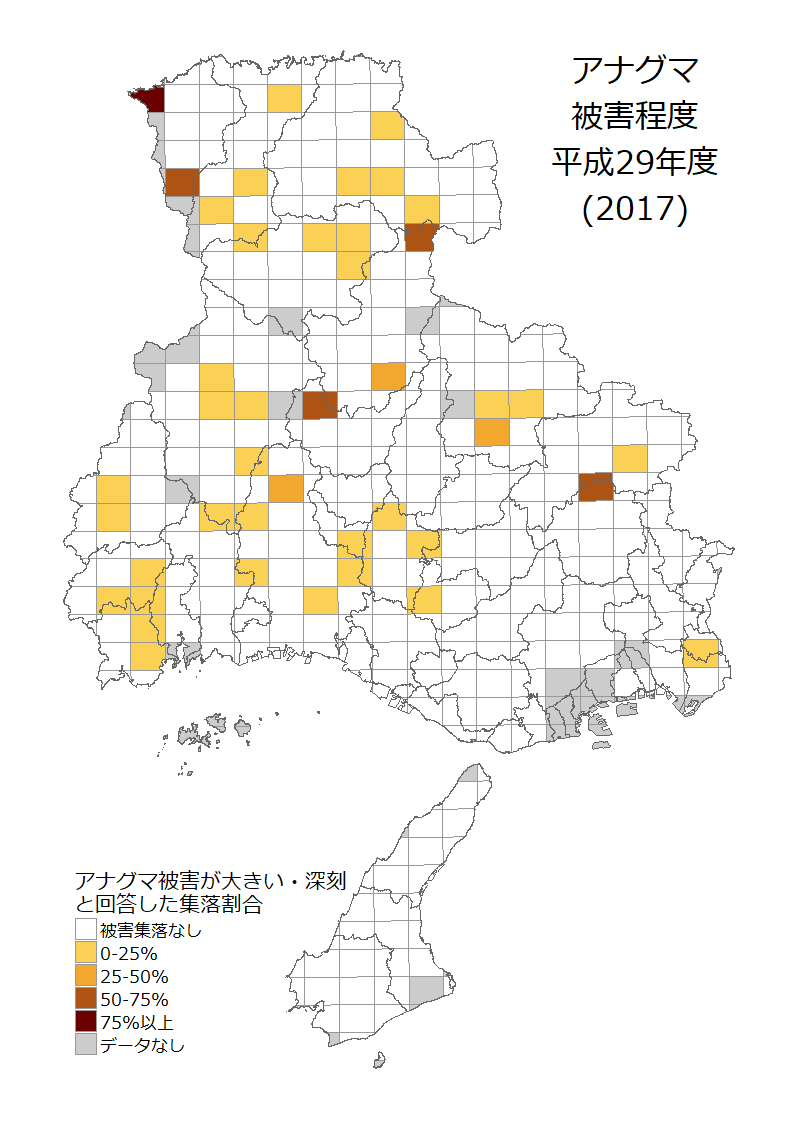 アナグマ
被害程度
平成29年度
(2017)
アナグマ被害が大きい・深刻
と回答した集落割合
被害集落なし
0-25%
25-50%
50-75%
75%以上
データなし